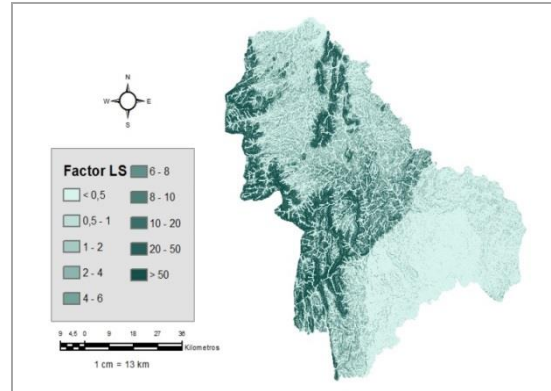 N
W E
S
Factor LS
< 0,5
0,5 - 1
1 - 2
2 - 4
4 - 6
6 - 8
8 - 10
10 - 20
20 - 50
> 50
9 4,5 0 9 18 27 36
Kilometros
1 cm = 13 km